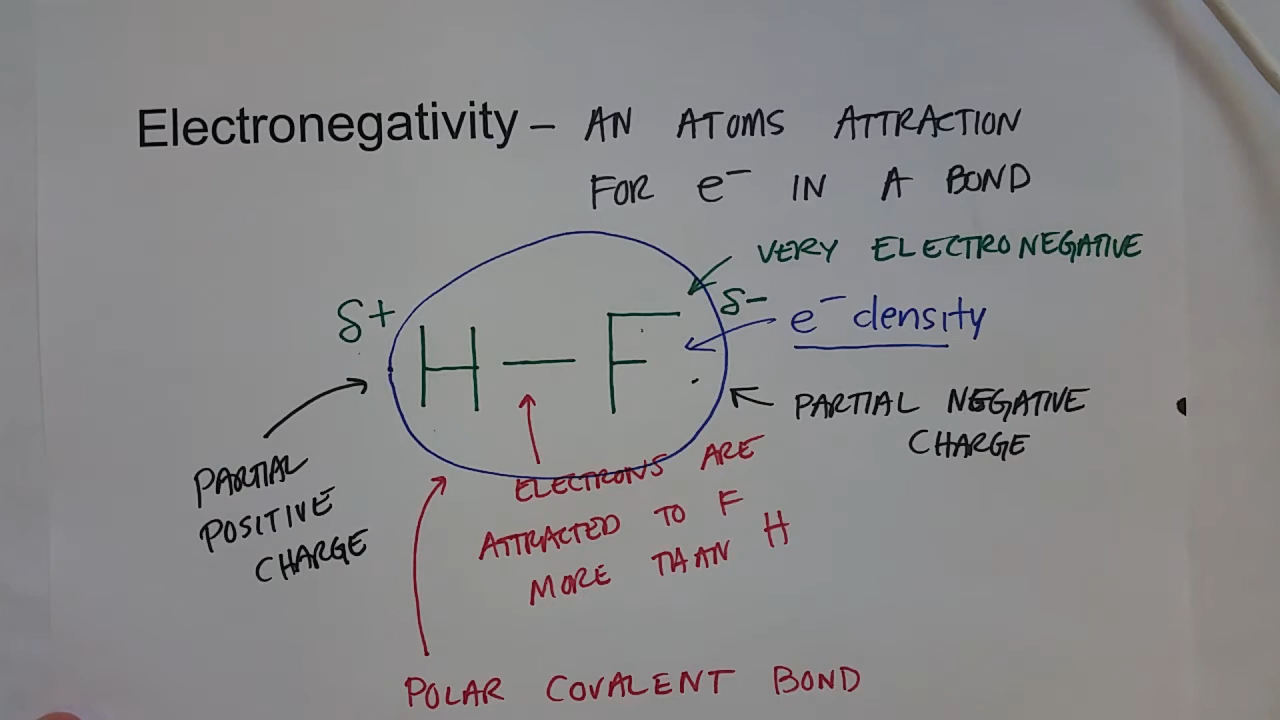 Electronegativity – AN ATOMS ATTRACTION
FOR e⁻ IN A BOND
VERY ELECTRONEGATIVE
δ+ H — F δ−
e⁻ density
PARTIAL NEGATIVE
CHARGE
PARTIAL
POSITIVE
CHARGE
ELECTRONS ARE
ATTRACTED TO F
MORE THAN H
POLAR COVALENT BOND